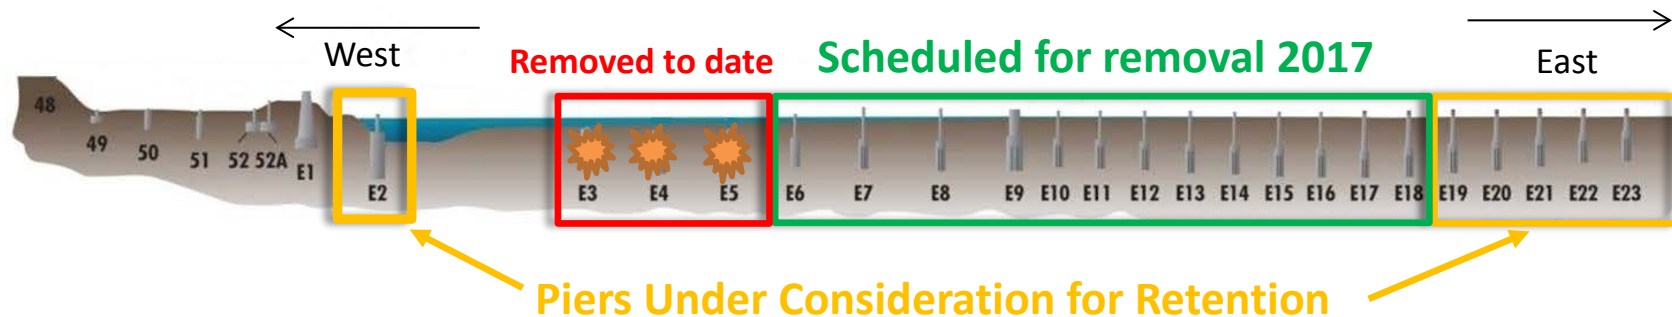 West
Removed to date
Scheduled for removal 2017
East
48
49
50
51
52
52A
E1
E2
E3
E4
E5
E6
E7
E8
E9
E10
E11
E12
E13
E14
E15
E16
E17
E18
E19
E20
E21
E22
E23
Piers Under Consideration for Retention